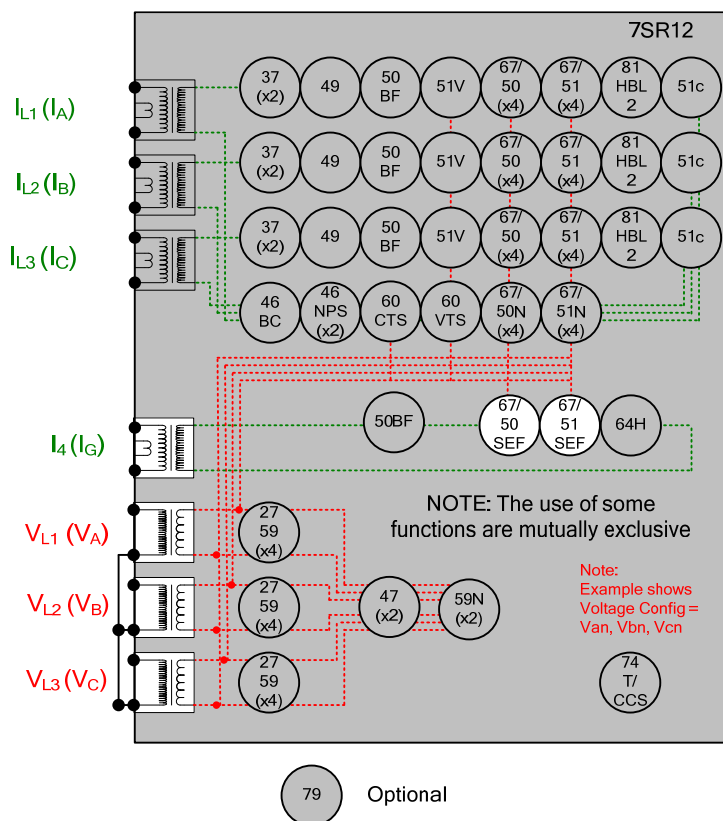 7SR12
37
(x2)
49
50
BF
51V
67/
50
(x4)
67/
51
(x4)
81
HBL
2
51c
IL1 (IA)
37
(x2)
49
50
BF
51V
67/
50
(x4)
67/
51
(x4)
81
HBL
2
51c
IL2 (IB)
37
(x2)
49
50
BF
51V
67/
50
(x4)
67/
51
(x4)
81
HBL
2
51c
IL3 (IC)
46
BC
46
NPS
(x2)
60
CTS
60
VTS
67/
50N
(x4)
67/
51N
(x4)
I4 (IG)
50BF
67/
50
SEF
67/
51
SEF
64H
NOTE: The use of some
functions are mutually exclusive
VL1 (VA)
27
59
(x4)
VL2 (VB)
27
59
(x4)
47
(x2)
59N
(x2)
Note:
Example shows
Voltage Config =
Van, Vbn, Vcn
VL3 (VC)
27
59
(x4)
74
T/
CCS
79
Optional